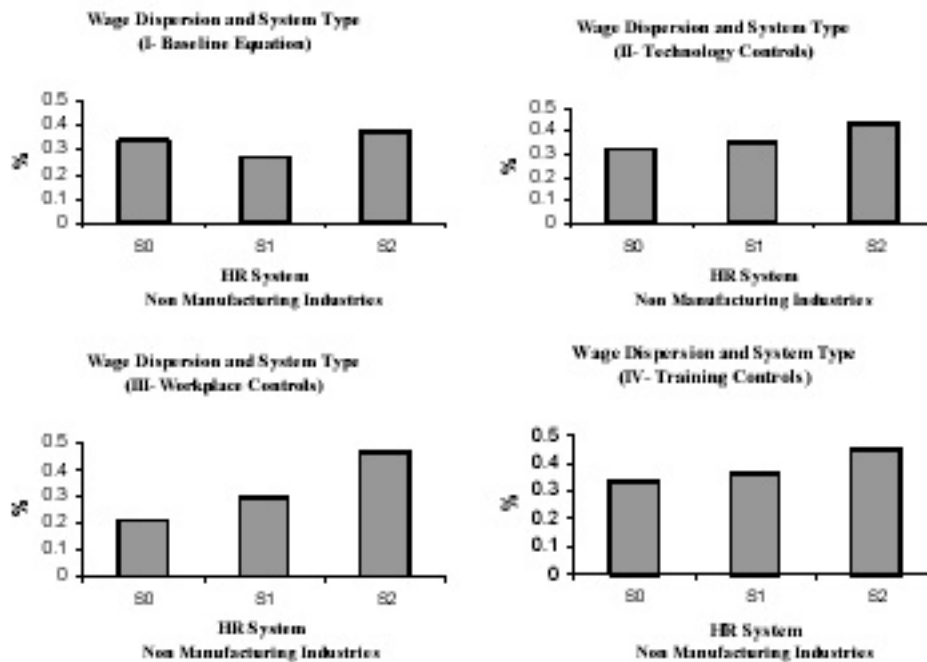 Wage Dispersion and System Type
(I- Baseline Equation)
0.5
0.4
0.3
0.2
0.1
0
%
S0 S1 S2
HR System
Non Manufacturing Industries
Wage Dispersion and System Type
(II- Technology Controls)
0.5
0.4
0.3
0.2
0.1
0
%
S0 S1 S2
HR System
Non Manufacturing Industries
Wage Dispersion and System Type
(III- Workplace Controls)
0.5
0.4
0.3
0.2
0.1
0
%
S0 S1 S2
HR System
Non Manufacturing Industries
Wage Dispersion and System Type
(IV- Training Controls)
0.5
0.4
0.3
0.2
0.1
0
%
S0 S1 S2
HR System
Non Manufacturing Industries